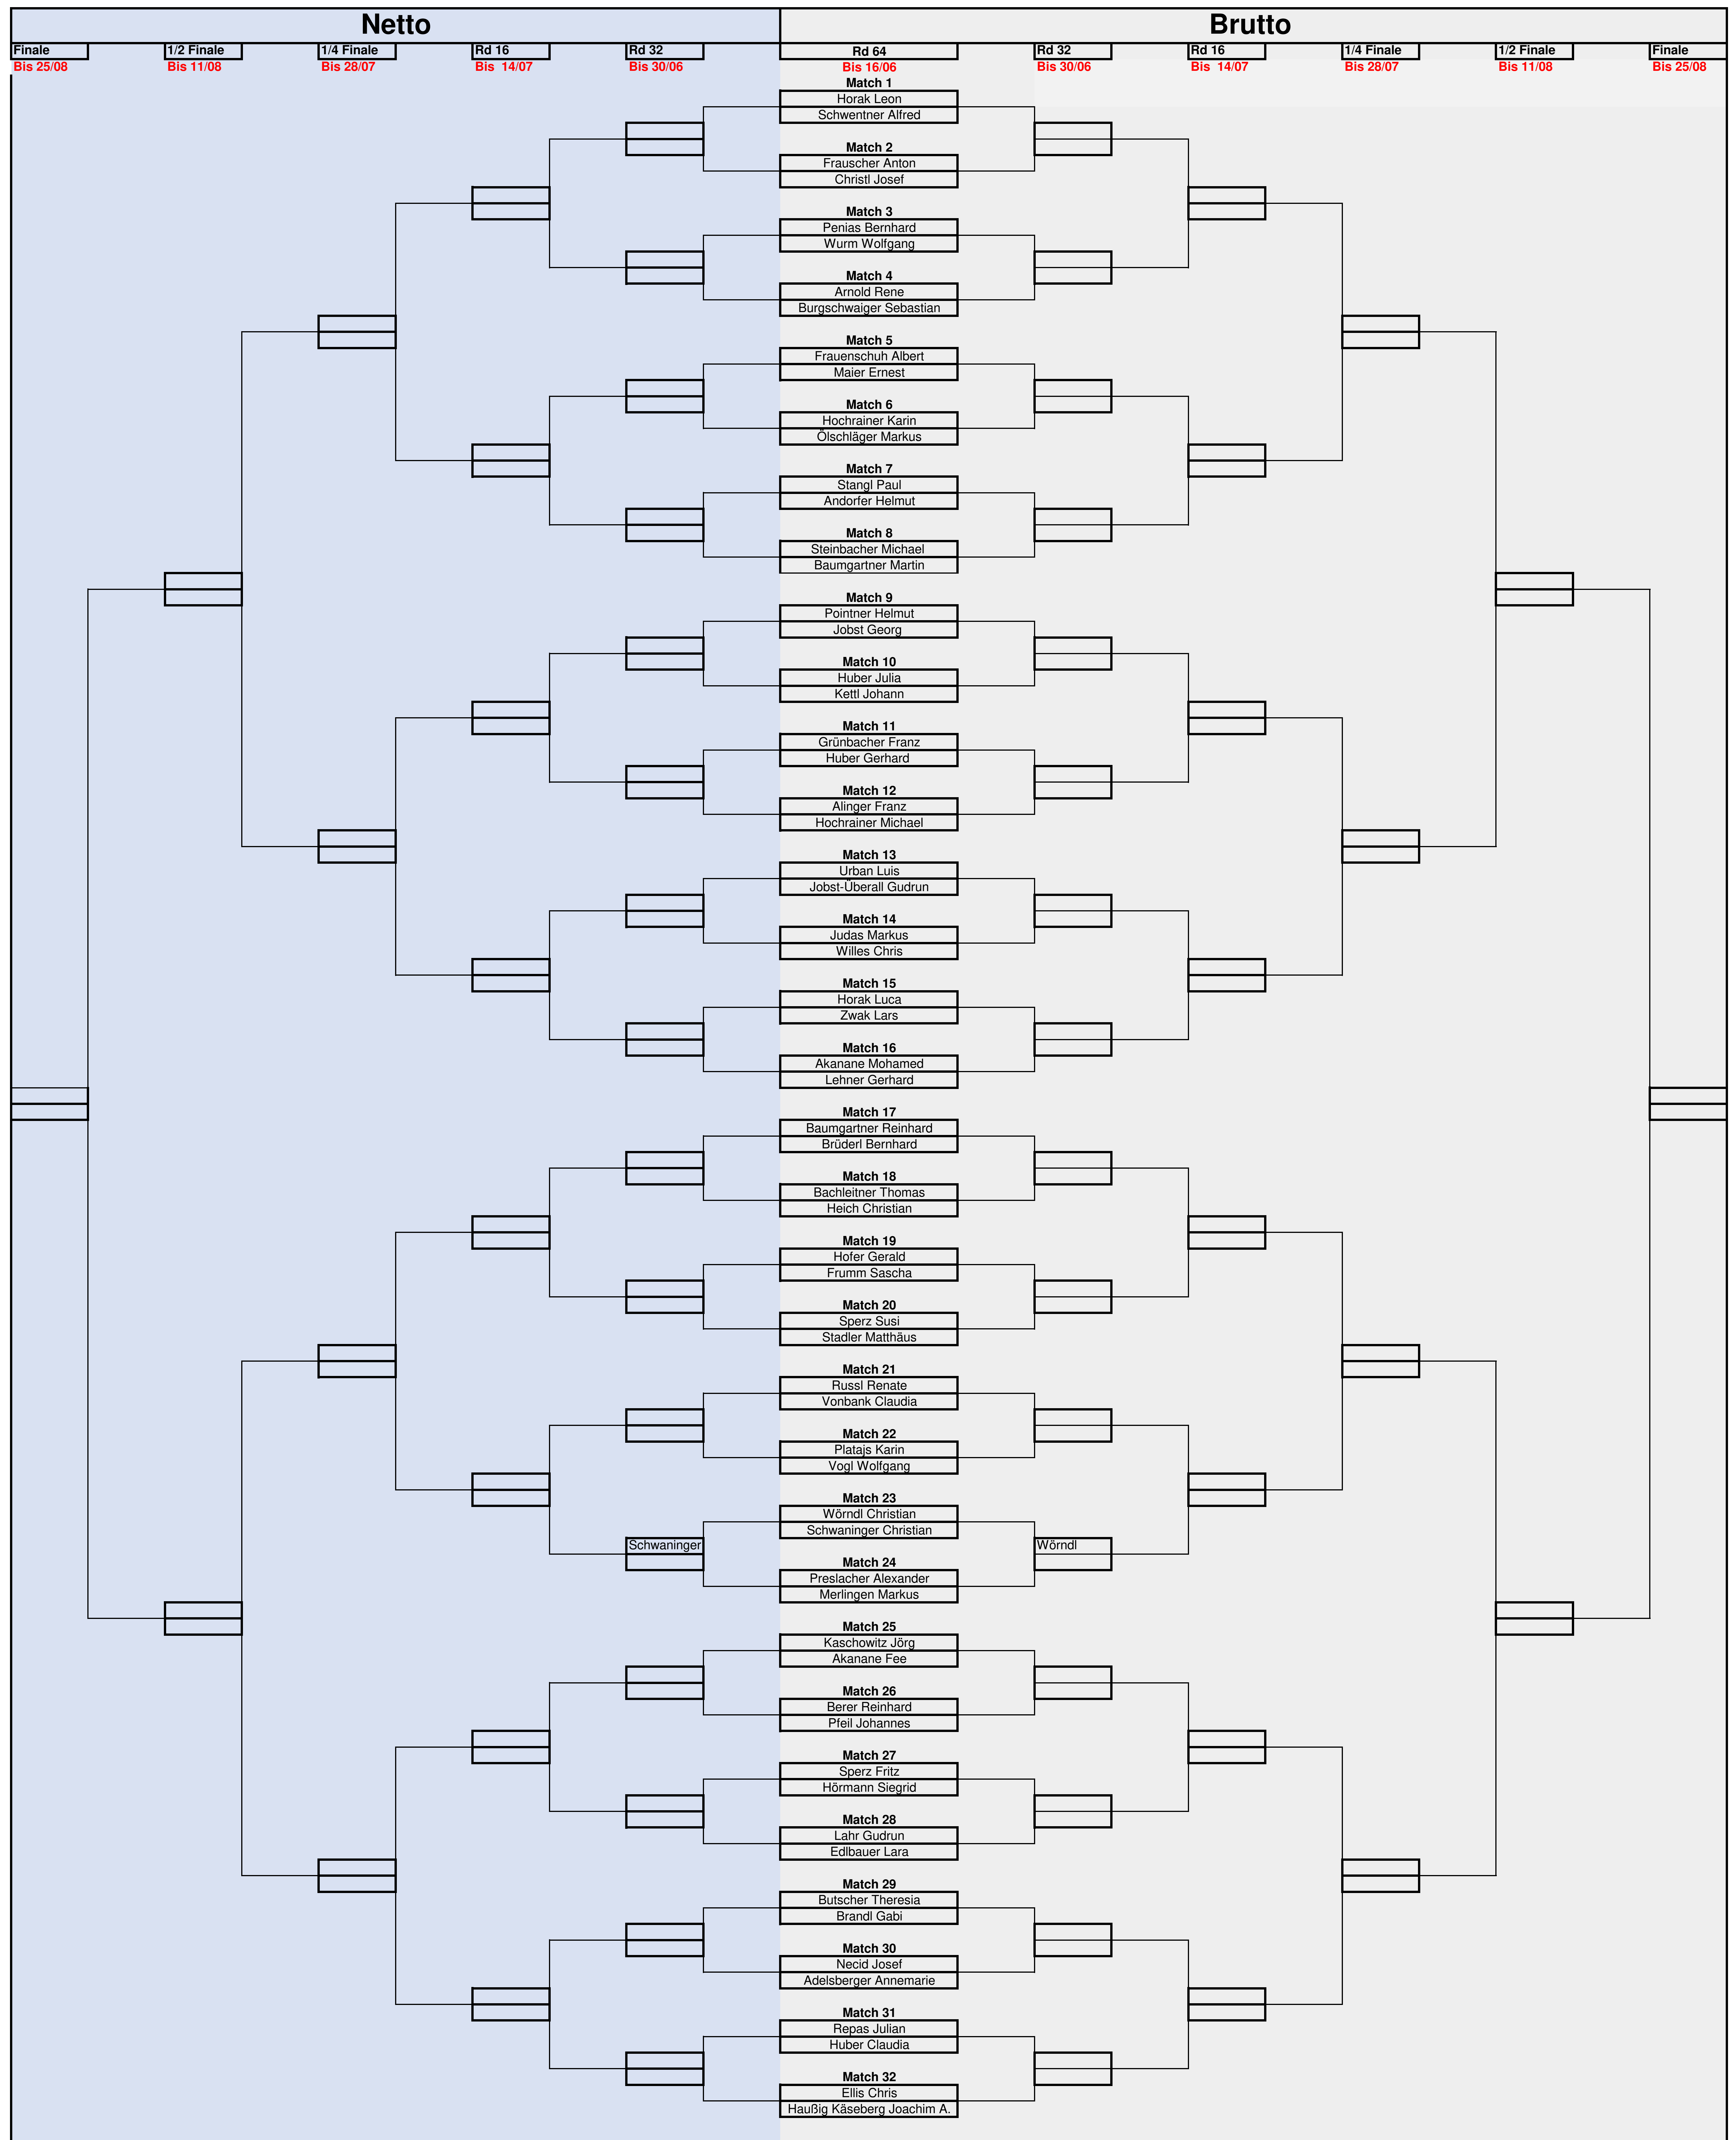 Netto Brutto
Finale 1/2 Finale 1/4 Finale Rd 16 Rd 32 Rd 64 Rd 32 Rd 16 1/4 Finale 1/2 Finale Finale
Bis 25/08 Bis 11/08 Bis 28/07 Bis 14/07 Bis 30/06 Bis 16/06 Bis 30/06 Bis 14/07 Bis 28/07 Bis 11/08 Bis 25/08
Match 1
Horak Leon
Schwentner Alfred
Match 2
Frauscher Anton
Christl Josef
Match 3
Penias Bernhard
Wurm Wolfgang
Match 4
Arnold Rene
Burgschwaiger Sebastian
Match 5
Frauenschuh Albert
Maier Ernest
Match 6
Hochrainer Karin
Ölschläger Markus
Match 7
Stangl Paul
Andorfer Helmut
Match 8
Steinbacher Michael
Baumgartner Martin
Match 9
Pointner Helmut
Jobst Georg
Match 10
Huber Julia
Kettl Johann
Match 11
Grünbacher Franz
Huber Gerhard
Match 12
Alinger Franz
Hochrainer Michael
Match 13
Urban Luis
Jobst-Überall Gudrun
Match 14
Judas Markus
Willes Chris
Match 15
Horak Luca
Zwak Lars
Match 16
Akanane Mohamed
Lehner Gerhard
Match 17
Baumgartner Reinhard
Brüderl Bernhard
Match 18
Bachleitner Thomas
Heich Christian
Match 19
Hofer Gerald
Frumm Sascha
Match 20
Sperz Susi
Stadler Matthäus
Match 21
Russl Renate
Vonbank Claudia
Match 22
Platajs Karin
Vogl Wolfgang
Match 23
Wörndl Christian
Schwaninger Christian
Schwaninger Wörndl
Match 24
Preslacher Alexander
Merlingen Markus
Match 25
Kaschowitz Jörg
Akanane Fee
Match 26
Berer Reinhard
Pfeil Johannes
Match 27
Sperz Fritz
Hörmann Siegrid
Match 28
Lahr Gudrun
Edlbauer Lara
Match 29
Butscher Theresia
Brandl Gabi
Match 30
Necid Josef
Adelsberger Annemarie
Match 31
Repas Julian
Huber Claudia
Match 32
Ellis Chris
Haußig Käseberg Joachim A.